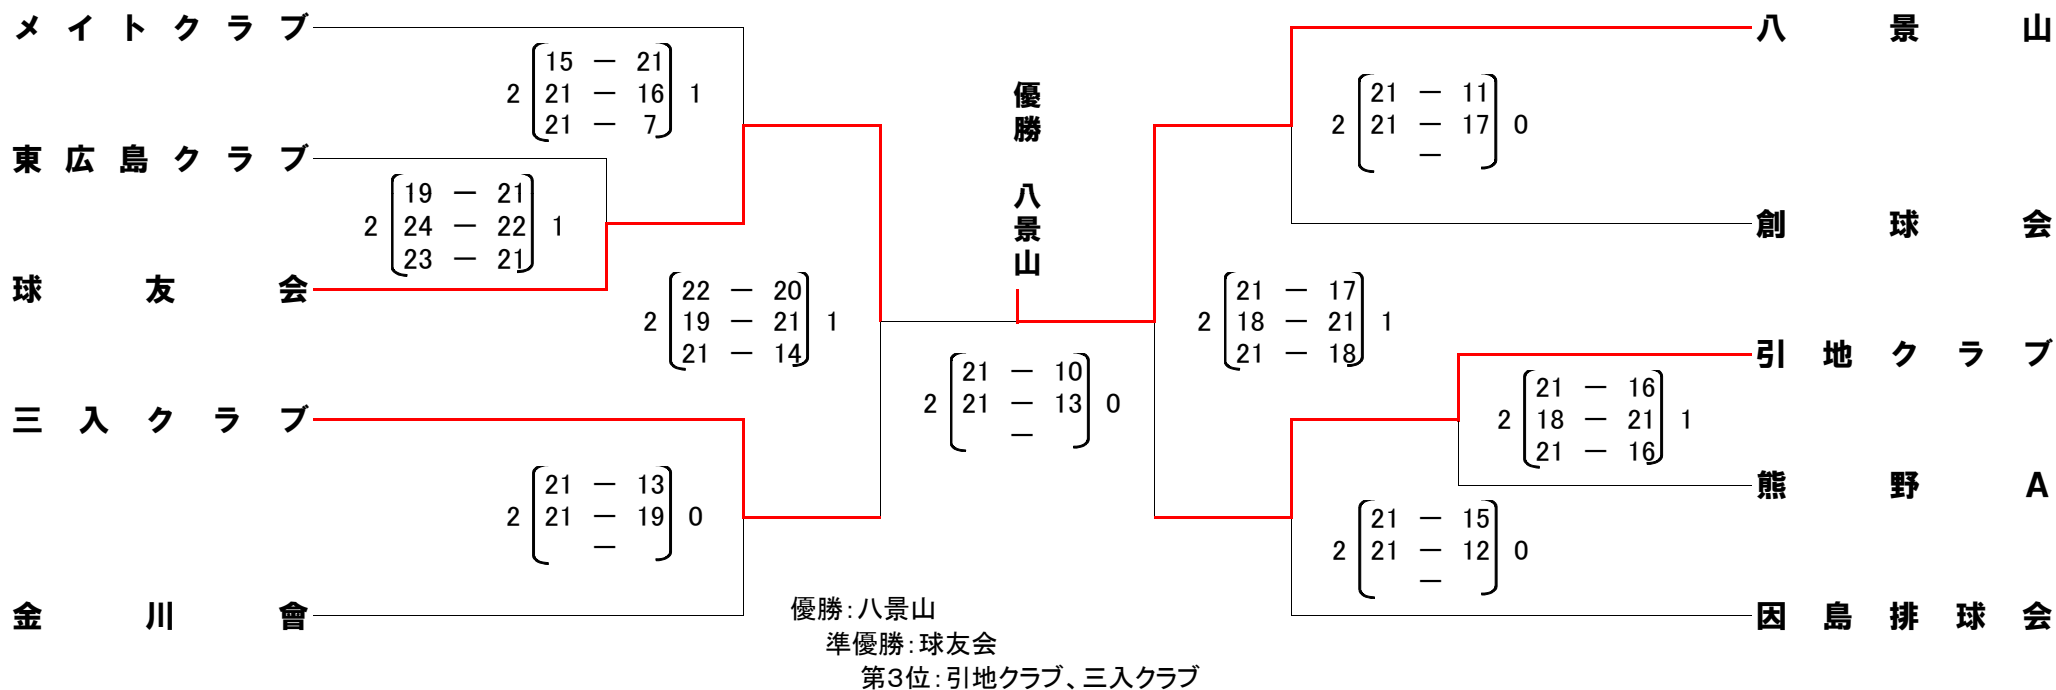 メイトクラブ
2 15 － 21 1
21 － 16
21 － 7
東広島クラブ
2 19 － 21 1
24 － 22
23 － 21
球友会
2 22 － 20 1
19 － 21
21 － 14
三入クラブ
2 21 － 13 0
21 － 19
－
金川會
優勝 八景山
2 21 － 10 0
21 － 13
－
八景山
2 21 － 11 0
21 － 17
－
創球会
2 21 － 17 1
18 － 21
21 － 18
引地クラブ
2 21 － 16 1
18 － 21
21 － 16
熊野A
2 21 － 15 0
21 － 12
－
因島排球会
優勝：八景山
準優勝：球友会
第3位：引地クラブ、三入クラブ